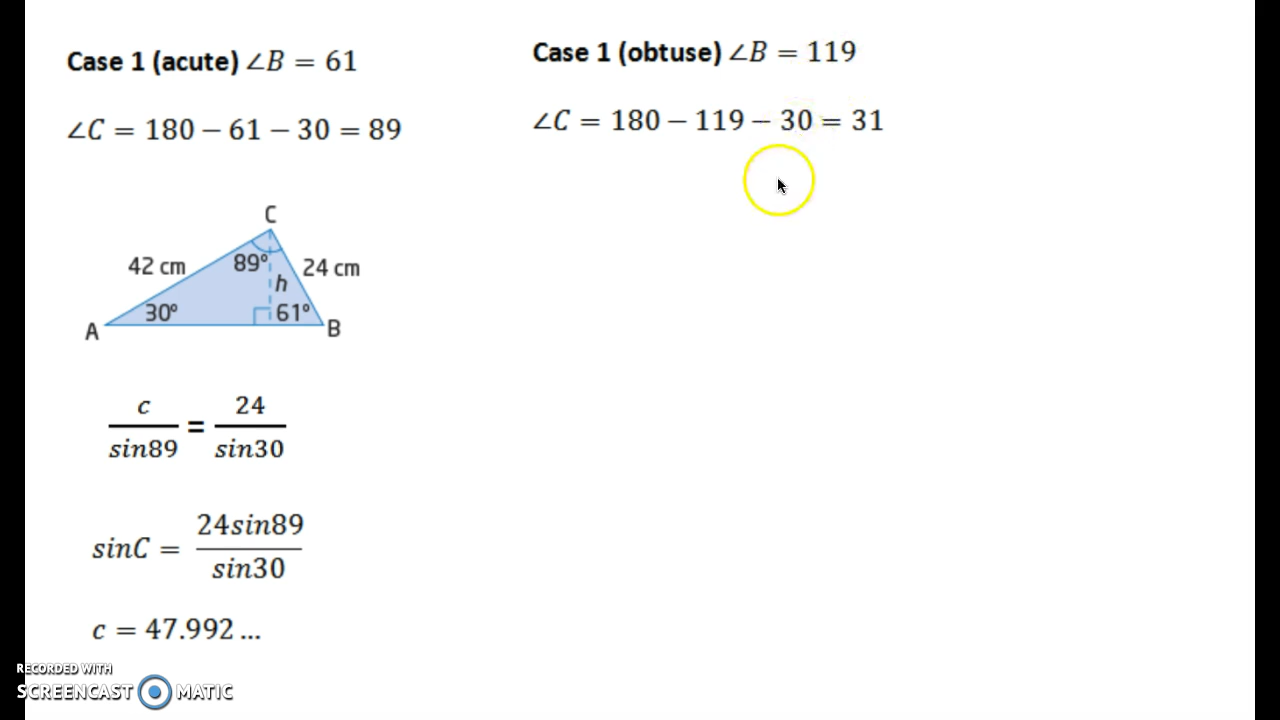 Case 1 (acute) ∠B = 61
∠C = 180 − 61 − 30 = 89
C
42 cm
89°
24 cm
h
30°
61°
A
B
c/sin89 = 24/sin30
sinC = 24sin89/sin30
c = 47.992 ...
Case 1 (obtuse) ∠B = 119
∠C = 180 − 119 − 30 = 31
RECORDED WITH
SCREENCAST MATIC